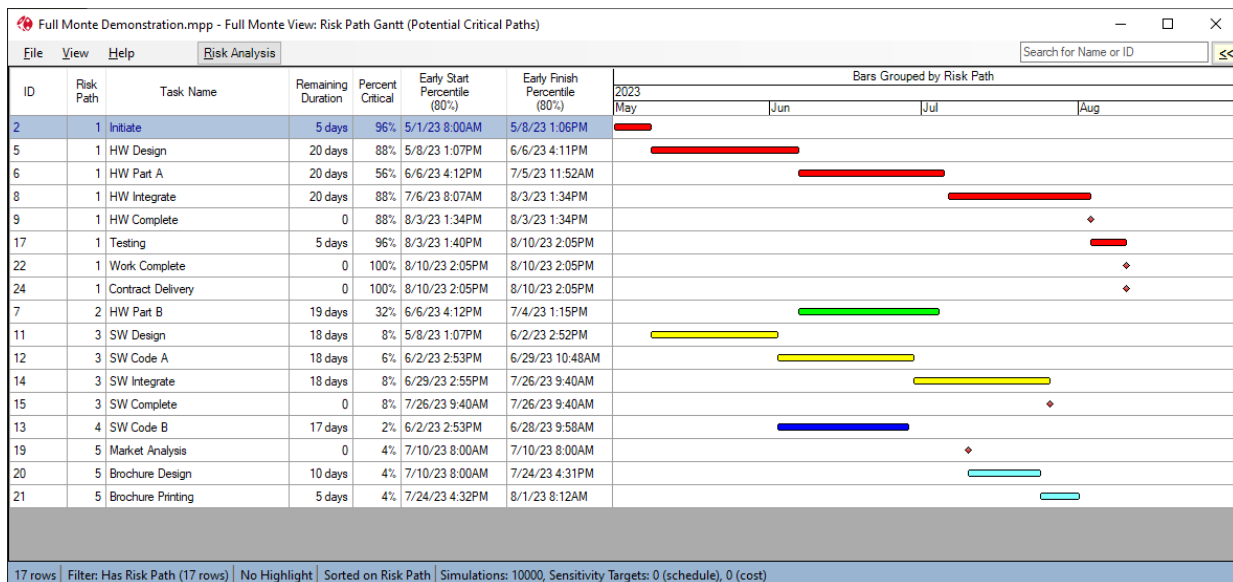 Full Monte Demonstration.mpp - Full Monte View: Risk Path Gantt (Potential Critical Paths)
File View Help Risk Analysis Search for Name or ID <<
ID Risk Path Task Name Remaining Duration Percent Critical Early Start Percentile (80%) Early Finish Percentile (80%) Bars Grouped by Risk Path
2023
May Jun Jul Aug
2 1 Initiate 5 days 96% 5/1/23 8:00AM 5/8/23 1:06PM
5 1 HW Design 20 days 88% 5/8/23 1:07PM 6/6/23 4:11PM
6 1 HW Part A 20 days 56% 6/6/23 4:12PM 7/5/23 11:52AM
8 1 HW Integrate 20 days 88% 7/6/23 8:07AM 8/3/23 1:34PM
9 1 HW Complete 0 88% 8/3/23 1:34PM 8/3/23 1:34PM
17 1 Testing 5 days 96% 8/3/23 1:40PM 8/10/23 2:05PM
22 1 Work Complete 0 100% 8/10/23 2:05PM 8/10/23 2:05PM
24 1 Contract Delivery 0 100% 8/10/23 2:05PM 8/10/23 2:05PM
7 2 HW Part B 19 days 32% 6/6/23 4:12PM 7/4/23 1:15PM
11 3 SW Design 18 days 8% 5/8/23 1:07PM 6/2/23 2:52PM
12 3 SW Code A 18 days 6% 6/2/23 2:53PM 6/29/23 10:48AM
14 3 SW Integrate 18 days 8% 6/29/23 2:55PM 7/26/23 9:40AM
15 3 SW Complete 0 8% 7/26/23 9:40AM 7/26/23 9:40AM
13 4 SW Code B 17 days 2% 6/2/23 2:53PM 6/28/23 9:58AM
19 5 Market Analysis 0 4% 7/10/23 8:00AM 7/10/23 8:00AM
20 5 Brochure Design 10 days 4% 7/10/23 8:00AM 7/24/23 4:31PM
21 5 Brochure Printing 5 days 4% 7/24/23 4:32PM 8/1/23 8:12AM
17 rows Filter: Has Risk Path (17 rows) No Highlight Sorted on Risk Path Simulations: 10000, Sensitivity Targets: 0 (schedule), 0 (cost)